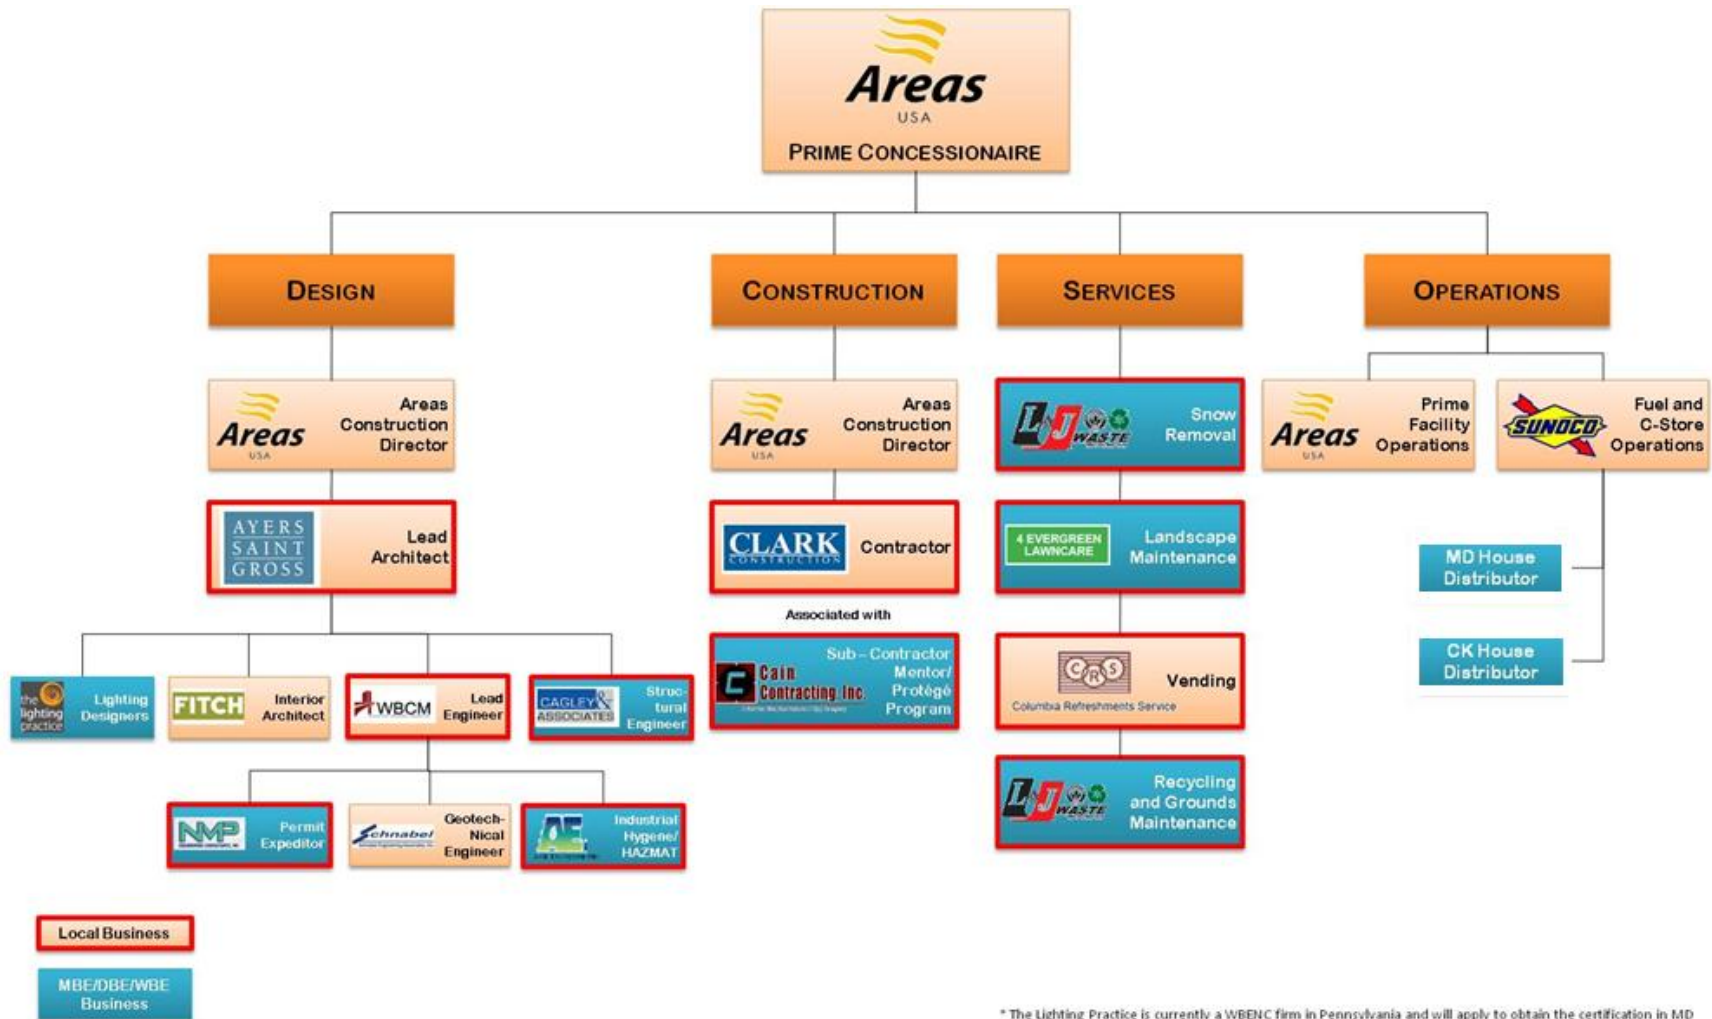 Areas
USA
PRIME CONCESSIONAIRE
DESIGN
CONSTRUCTION
SERVICES
OPERATIONS
Areas
USA
Areas
Construction
Director
Areas
USA
Areas
Construction
Director
L&J WASTE
Snow
Removal
Areas
USA
Prime
Facility
Operations
SUNOCO
Fuel and
C-Store
Operations
AYERS
SAINT
GROSS
Lead
Architect
CLARK
CONSTRUCTION
Contractor
4 EVERGREEN
LAWNCARE
Landscape
Maintenance
MD House
Distributor
Associated with
Cain
Contracting, Inc.
Sub – Contractor
Mentor/
Protégé
Program
CRS
Columbia Refreshments Service
Vending
CK House
Distributor
the
lighting
practice
Lighting
Designers
FITCH
Interior
Architect
WBCM
Lead
Engineer
CAGLEY &
ASSOCIATES
Struc-
tural
Engineer
L&J WASTE
Recycling
and Grounds
Maintenance
NMP
Permit
Expeditor
Schnabel
Geotech-
Nical
Engineer
AE
Industrial
Hygene/
HAZMAT
Local Business
MBE/DBE/WBE
Business
* The Lighting Practice is currently a WBENC firm in Pennsylvania and will apply to obtain the certification in MD